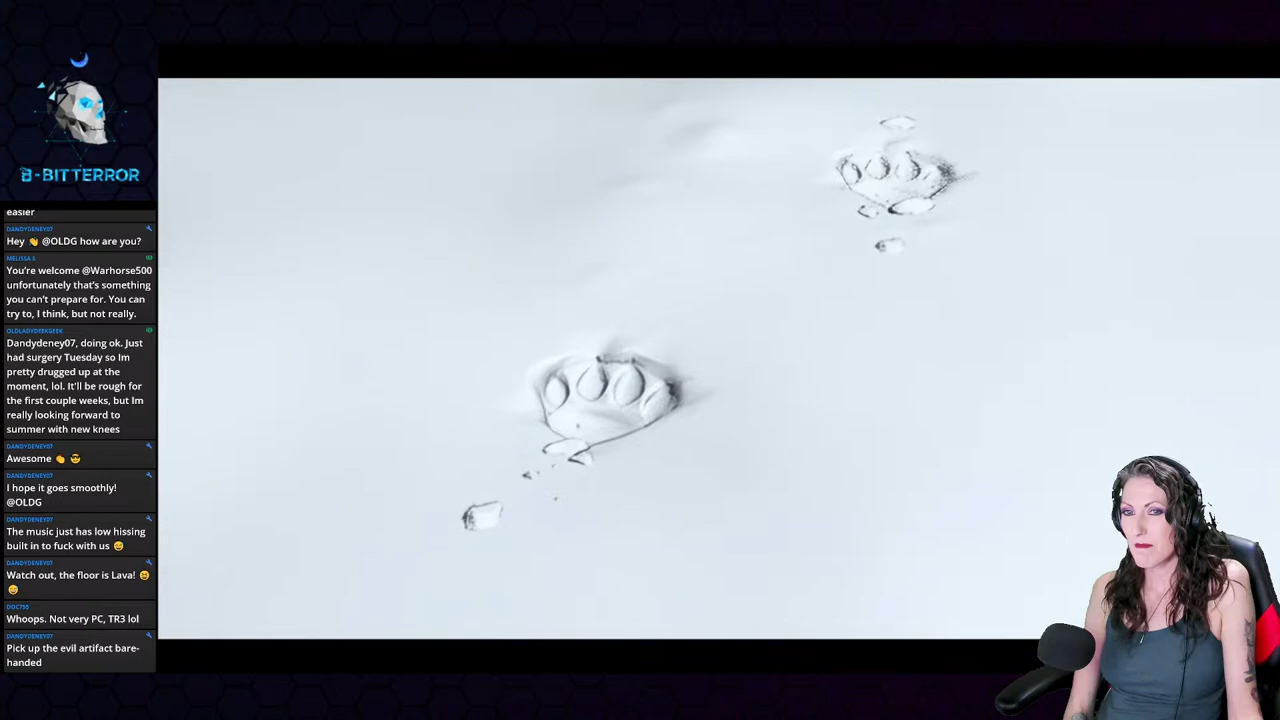 8-BITTERROR
easier
DANDYDENEY07
Hey 👏 @OLDG how are you?
MELISSA S
You're welcome @Warhorse500
unfortunately that's something
you can't prepare for. You can
try to, I think, but not really.
OLDLADYDEEKGEEK
Dandydeney07, doing ok. Just
had surgery Tuesday so Im
pretty drugged up at the
moment, lol. It'll be rough for
the first couple weeks, but Im
really looking forward to
summer with new knees
DANDYDENEY07
Awesome 👏 😎
DANDYDENEY07
I hope it goes smoothly!
@OLDG
DANDYDENEY07
The music just has low hissing
built in to fuck with us 😅
DANDYDENEY07
Watch out, the floor is Lava! 😆
😅
DOC755
Whoops. Not very PC, TR3 lol
DANDYDENEY07
Pick up the evil artifact bare-
handed